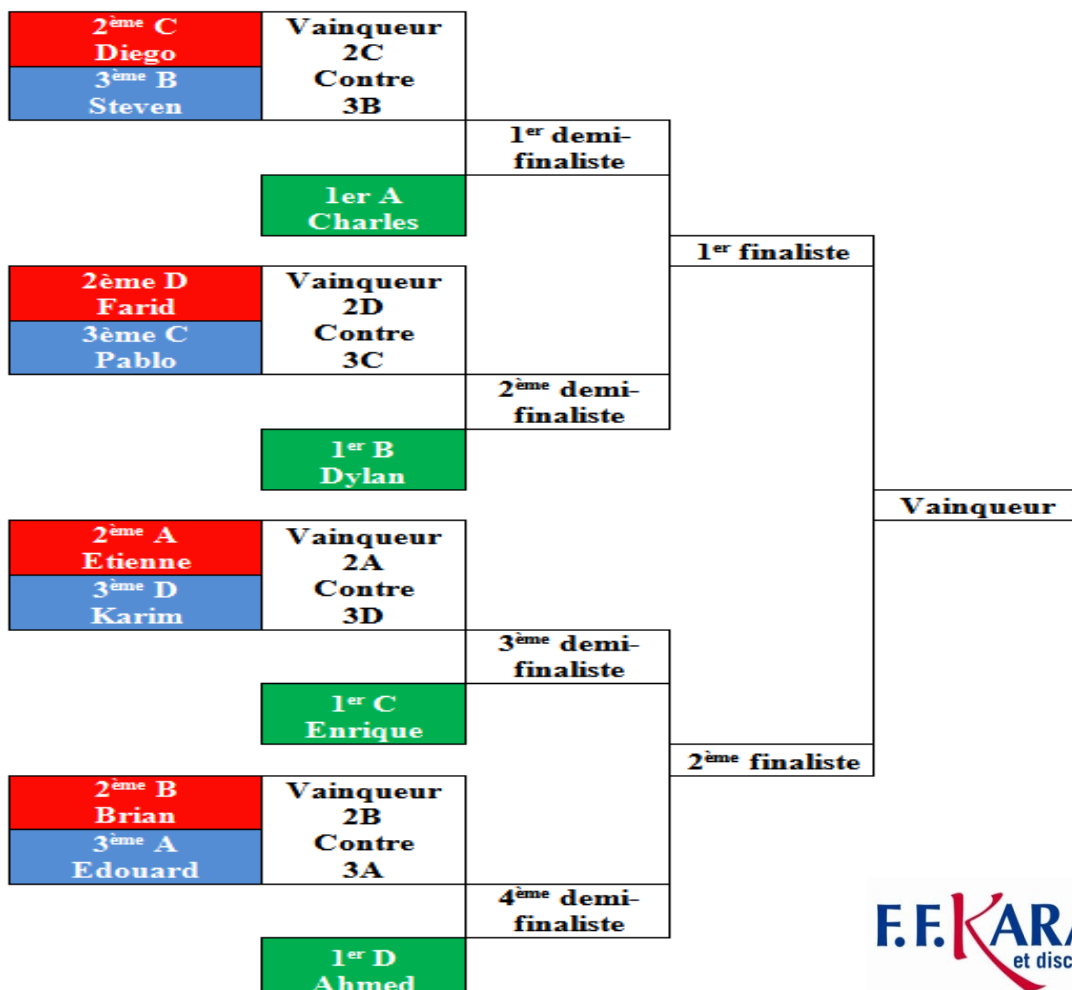 2ème C
Diego
3ème B
Steven
Vainqueur
2C
Contre
3B
1er demi-
finaliste
1er A
Charles
1er finaliste
2ème D
Farid
3ème C
Pablo
Vainqueur
2D
Contre
3C
2ème demi-
finaliste
1er B
Dylan
Vainqueur
2ème A
Etienne
3ème D
Karim
Vainqueur
2A
Contre
3D
3ème demi-
finaliste
1er C
Enrique
2ème finaliste
2ème B
Brian
3ème A
Edouard
Vainqueur
2B
Contre
3A
4ème demi-
finaliste
1er D
Ahmed
F.F.KARA
et disc